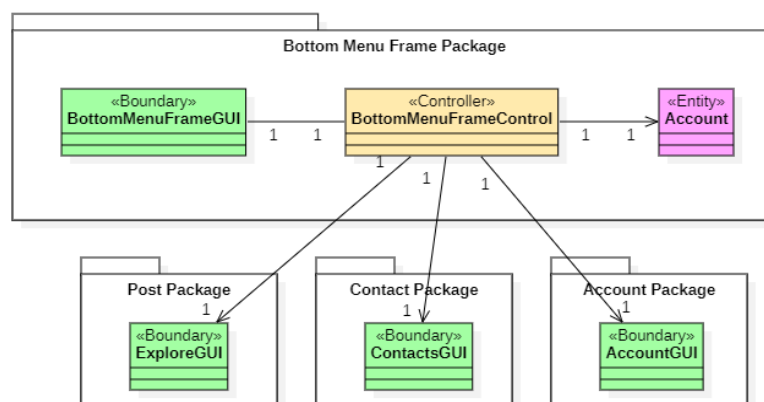 Bottom Menu Frame Package
«Boundary»
BottomMenuFrameGUI
«Controller»
BottomMenuFrameControl
«Entity»
Account
1
1
1
1
1
1
1
Post Package
Contact Package
Account Package
1
1
1
«Boundary»
ExploreGUI
«Boundary»
ContactsGUI
«Boundary»
AccountGUI